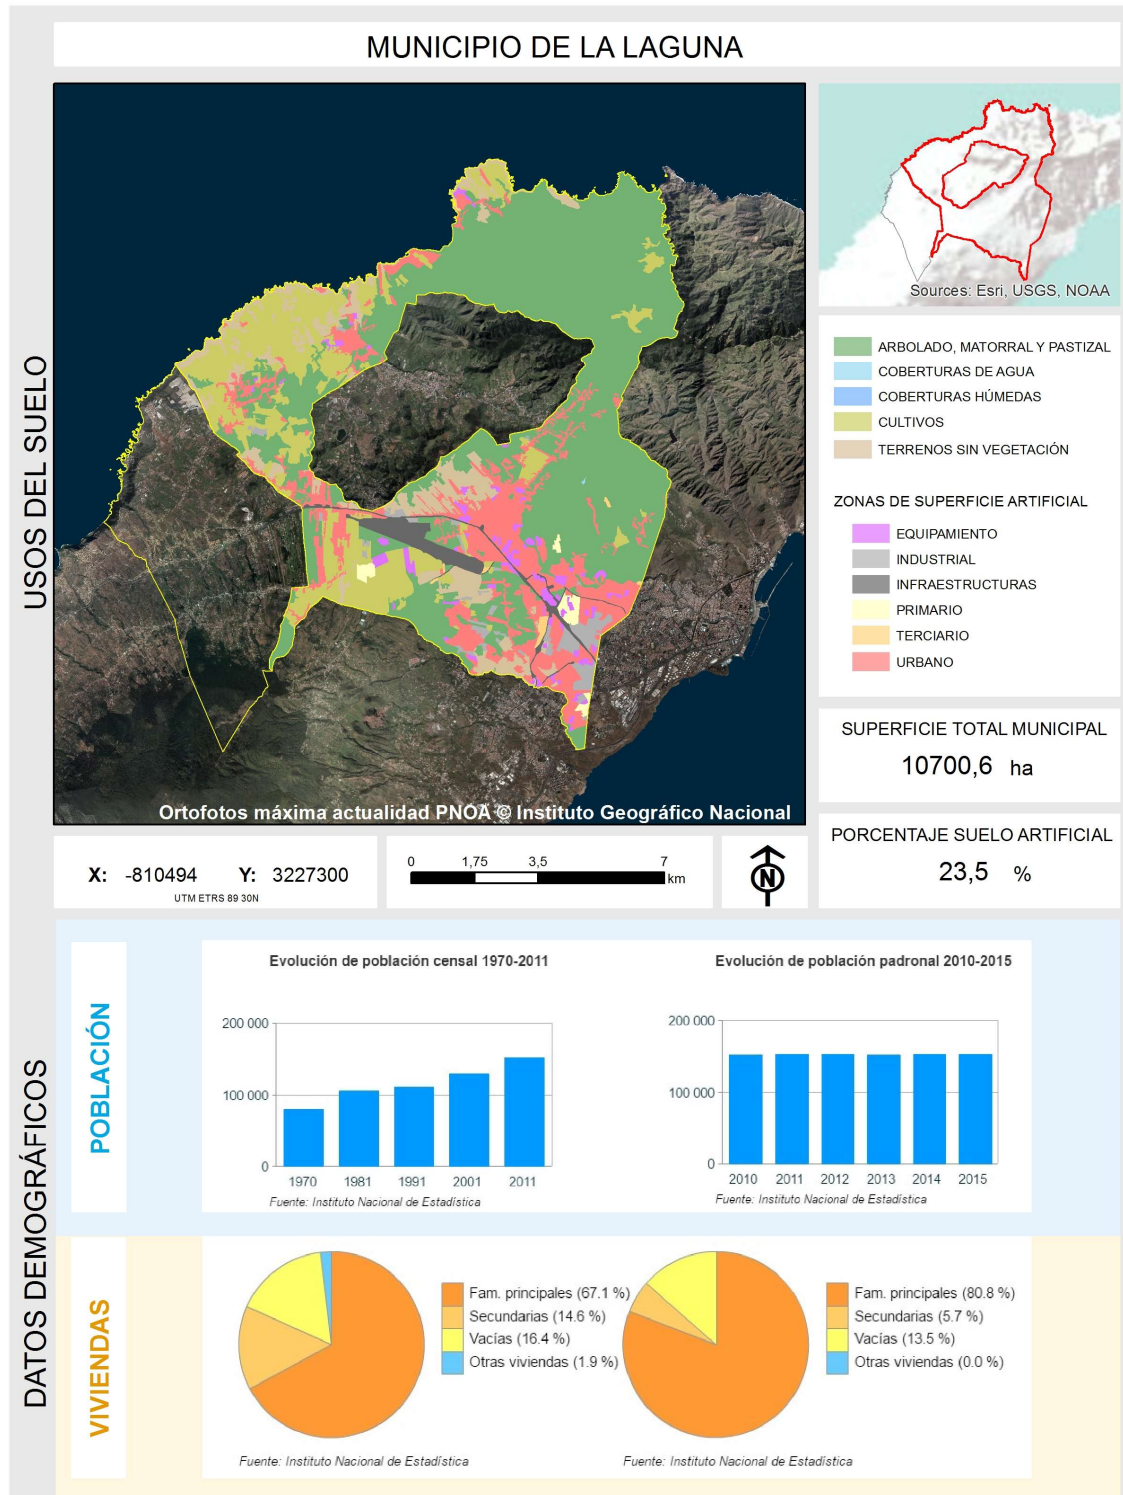 MUNICIPIO DE LA LAGUNA
USOS DEL SUELO
Ortofotos máxima actualidad PNOA © Instituto Geográfico Nacional
Sources: Esri, USGS, NOAA
ARBOLADO, MATORRAL Y PASTIZAL
COBERTURAS DE AGUA
COBERTURAS HÚMEDAS
CULTIVOS
TERRENOS SIN VEGETACIÓN
ZONAS DE SUPERFICIE ARTIFICIAL
EQUIPAMIENTO
INDUSTRIAL
INFRAESTRUCTURAS
PRIMARIO
TERCIARIO
URBANO
SUPERFICIE TOTAL MUNICIPAL
10700,6 ha
PORCENTAJE SUELO ARTIFICIAL
23,5 %
X: -810494 Y: 3227300
UTM ETRS 89 30N
0 1,75 3,5 7
km
N
DATOS DEMOGRÁFICOS
POBLACIÓN
Evolución de población censal 1970-2011
200 000
100 000
0
1970 1981 1991 2001 2011
Fuente: Instituto Nacional de Estadística
Evolución de población padronal 2010-2015
200 000
100 000
0
2010 2011 2012 2013 2014 2015
Fuente: Instituto Nacional de Estadística
VIVIENDAS
Fam. principales (67.1 %)
Secundarias (14.6 %)
Vacías (16.4 %)
Otras viviendas (1.9 %)
Fuente: Instituto Nacional de Estadística
Fam. principales (80.8 %)
Secundarias (5.7 %)
Vacías (13.5 %)
Otras viviendas (0.0 %)
Fuente: Instituto Nacional de Estadística